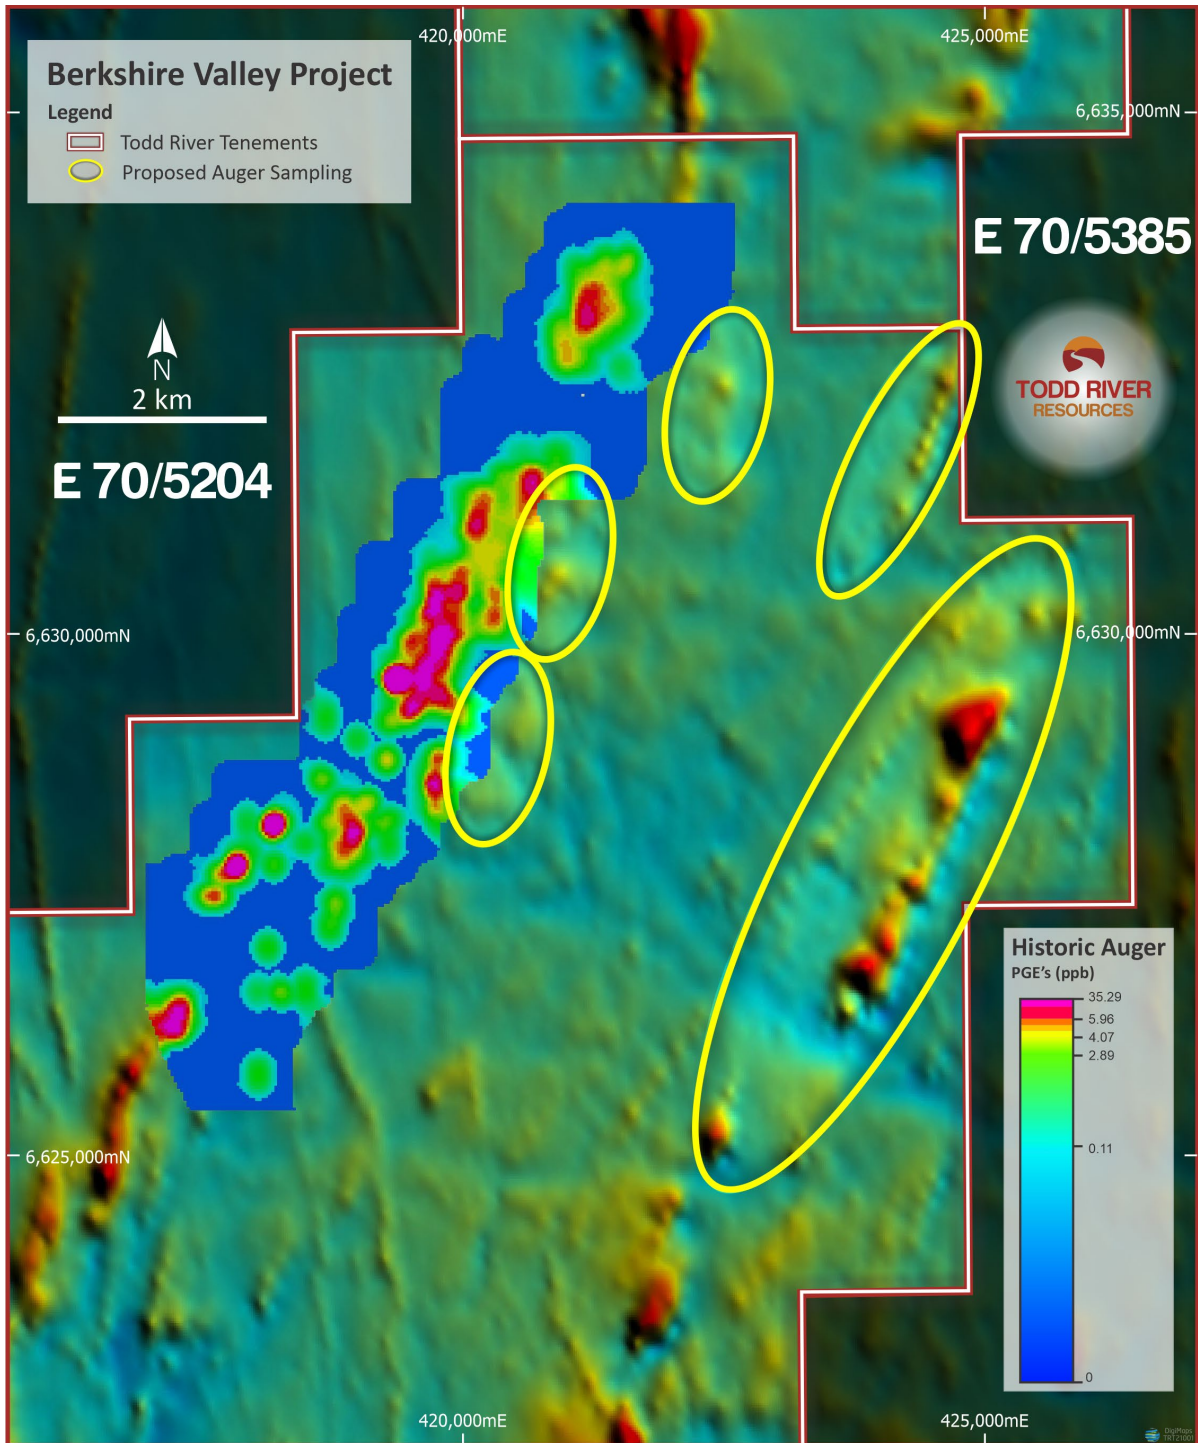 420,000mE
425,000mE
Berkshire Valley Project
Legend
Todd River Tenements
Proposed Auger Sampling
6,635,000mN
E 70/5385
N
2 km
TODD RIVER
RESOURCES
E 70/5204
6,630,000mN
6,630,000mN
Historic Auger
PGE's (ppb)
35.29
5.96
4.07
2.89
0.11
0
6,625,000mN
420,000mE
425,000mE
DigiMaps
TRT21001